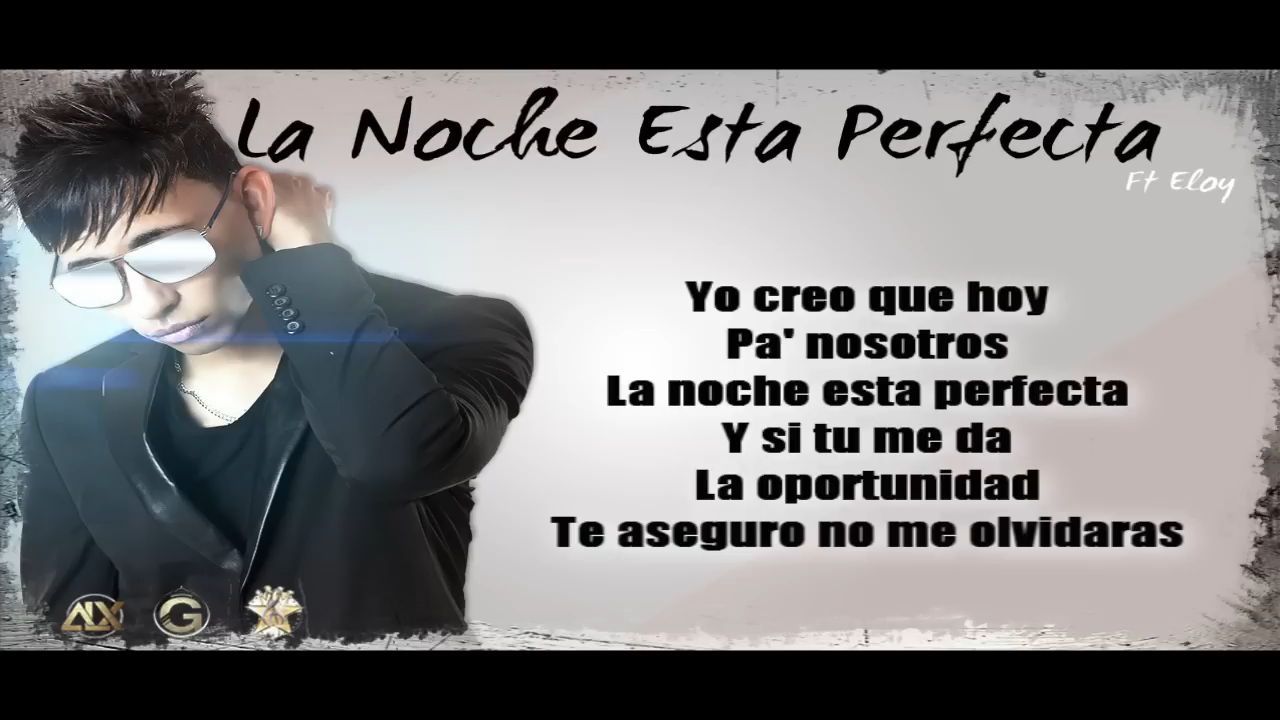 La Noche Esta Perfecta
Ft Eloy
Yo creo que hoy
Pa' nosotros
La noche esta perfecta
Y si tu me da
La oportunidad
Te aseguro no me olvidaras
ALX
G